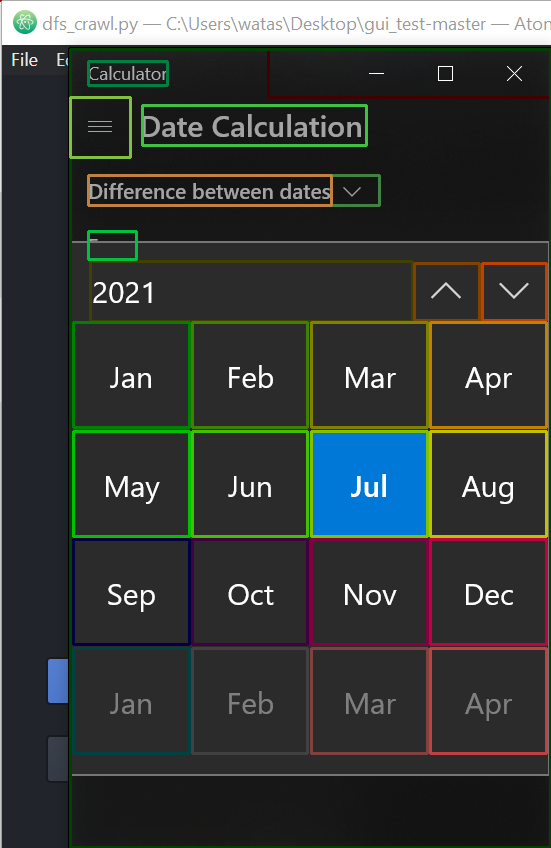 dfs_crawl.py — C:\Users\watas\Desktop\gui_test-master — Atom
File
Calculator
Date Calculation
Difference between dates
2021
Jan Feb Mar Apr
May Jun Jul Aug
Sep Oct Nov Dec
Jan Feb Mar Apr